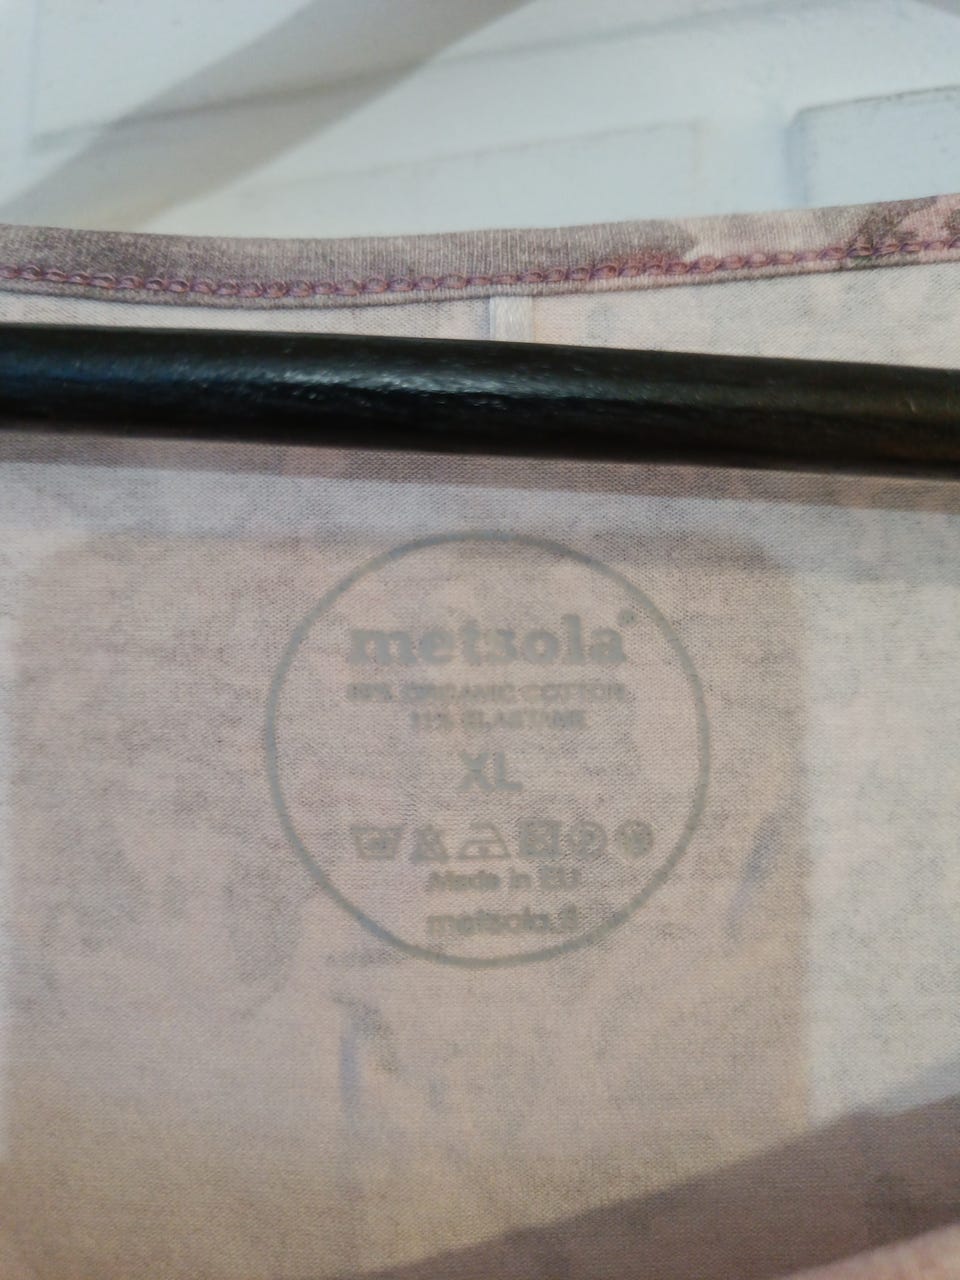 metsola®
ORGANIC COTTON
11% ELASTANE
XL
Made in EU
metsola.fi